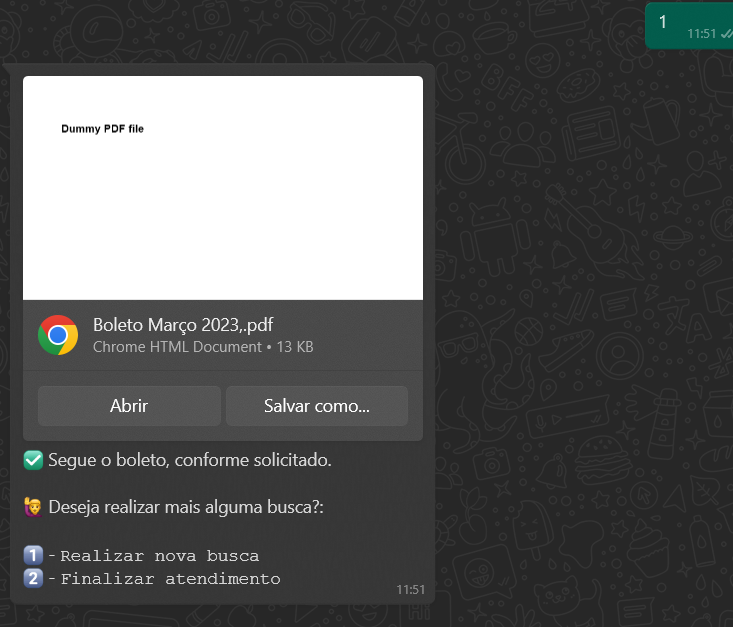 1
11:51
Dummy PDF file
Boleto Março 2023,.pdf
Chrome HTML Document • 13 KB
Abrir
Salvar como...
✅ Segue o boleto, conforme solicitado.
🙋 Deseja realizar mais alguma busca?:
1️⃣ - Realizar nova busca
2️⃣ - Finalizar atendimento
11:51